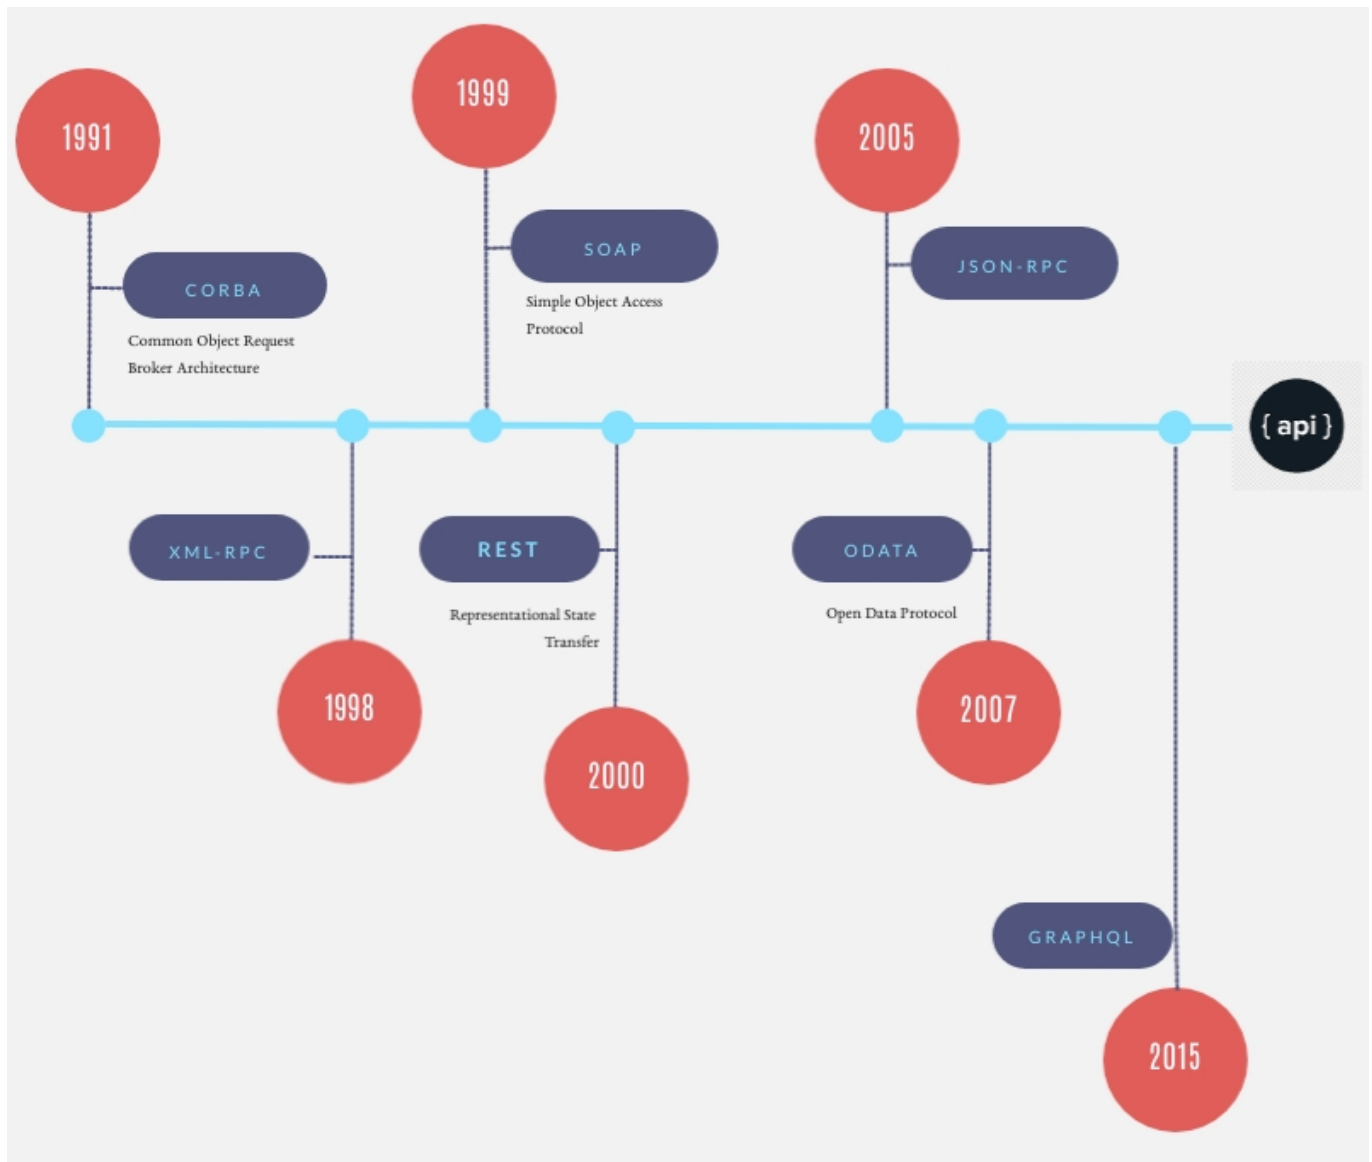 1991
CORBA
Common Object Request
Broker Architecture
XML-RPC
1998
1999
SOAP
Simple Object Access
Protocol
REST
Representational State
Transfer
2000
2005
JSON-RPC
ODATA
Open Data Protocol
2007
GRAPHQL
2015
{ api }